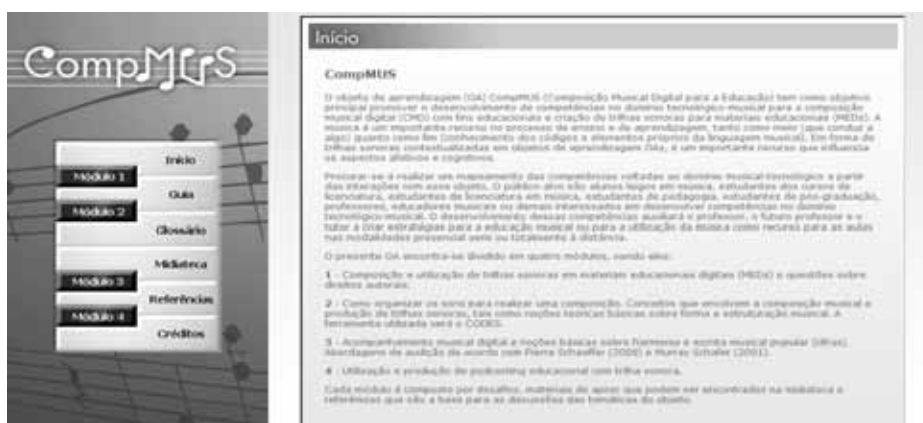 CompMUS
Início
Módulo 1
Guia
Módulo 2
Glossário
Midiateca
Módulo 3
Referências
Módulo 4
Créditos
Início
CompMUS
O objeto de aprendizagem (OA) CompMUS (Composição Musical Digital para a Educação) tem como objetivo
principal promover o desenvolvimento de competências no domínio tecnológico-musical para a composição
musical digital (CMD) com fins educacionais e criação de trilhas sonoras para materiais educacionais (MEDs). A
música é um importante recurso no processo de ensino e de aprendizagem, tanto como meio (que conduz a
algo) quanto como fim (conhecimento dos códigos e elementos próprios da linguagem musical). Em forma de
trilhas sonoras contextualizadas em objetos de aprendizagem OAs, é um importante recurso que influencia
os aspectos afetivos e cognitivos.
Procurar-se-á realizar um mapeamento das competências voltadas ao domínio musical-tecnológico a partir
das interações com esse objeto. O público-alvo são alunos leigos em música, estudantes dos cursos de
licenciatura, estudantes de licenciatura em música, estudantes de pedagogia, estudantes de pós-graduação,
professores, educadores musicais ou demais interessados em desenvolver competências no domínio
tecnológico-musical. O desenvolvimento dessas competências auxiliará o professor, o futuro professor e o
tutor a criar estratégias para a educação musical ou para a utilização da música como recurso para as aulas
nas modalidades presencial semi ou totalmente à distância.
O presente OA encontra-se dividido em quatro módulos, sendo eles:
1 - Composição e utilização de trilhas sonoras em materiais educacionais digitais (MEDs) e questões sobre
direitos autorais.
2 - Como organizar os sons para realizar uma composição. Conceitos que envolvem a composição musical e
produção de trilhas sonoras, tais como noções teóricas básicas sobre forma e estruturação musical. A
ferramenta utilizada será o CODES.
3 - Acompanhamento musical digital e noções básicas sobre harmonia e escrita musical popular (cifras).
Abordagens de audição de acordo com Pierre Schaeffer (2008) e Murray Schafer (2001).
4 - Utilização e produção de podcasting educacional com trilha sonora.
Cada módulo é composto por desafios, materiais de apoio que podem ser encontrados na midiateca e
referências que são a base para as discussões das temáticas do objeto.